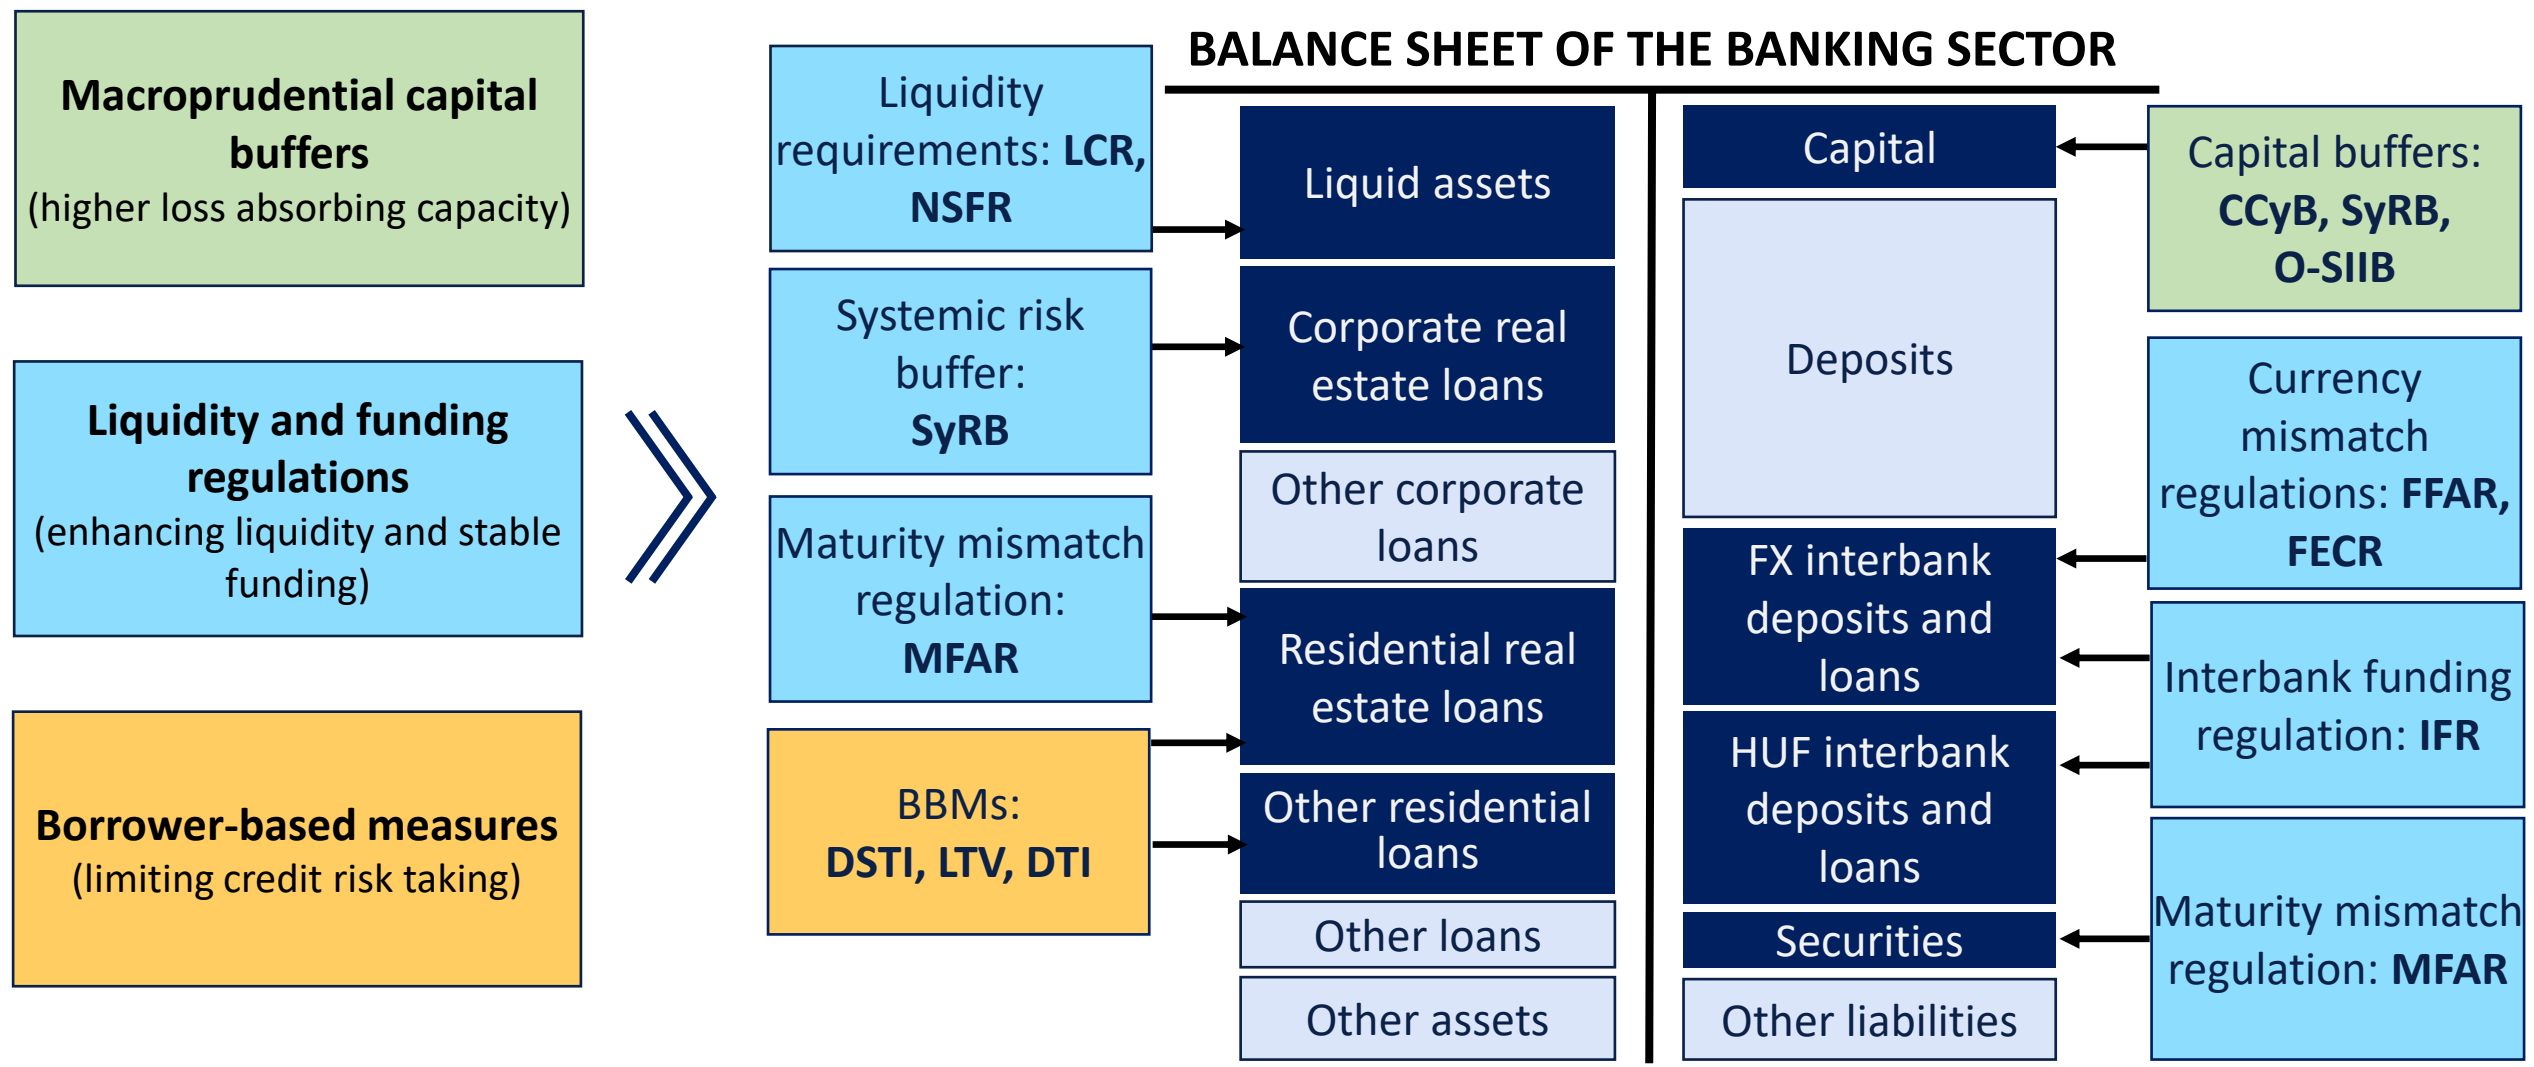 Macroprudential capital
buffers
(higher loss absorbing capacity)
Liquidity and funding
regulations
(enhancing liquidity and stable
funding)
Borrower-based measures
(limiting credit risk taking)
BALANCE SHEET OF THE BANKING SECTOR
Liquidity
requirements: LCR,
NSFR
Systemic risk
buffer:
SyRB
Maturity mismatch
regulation:
MFAR
BBMs:
DSTI, LTV, DTI
Liquid assets
Corporate real
estate loans
Other corporate
loans
Residential real
estate loans
Other residential
loans
Other loans
Other assets
Capital
Deposits
FX interbank
deposits and
loans
HUF interbank
deposits and
loans
Securities
Other liabilities
Capital buffers:
CCyB, SyRB,
O-SIIB
Currency
mismatch
regulations: FFAR,
FECR
Interbank funding
regulation: IFR
Maturity mismatch
regulation: MFAR